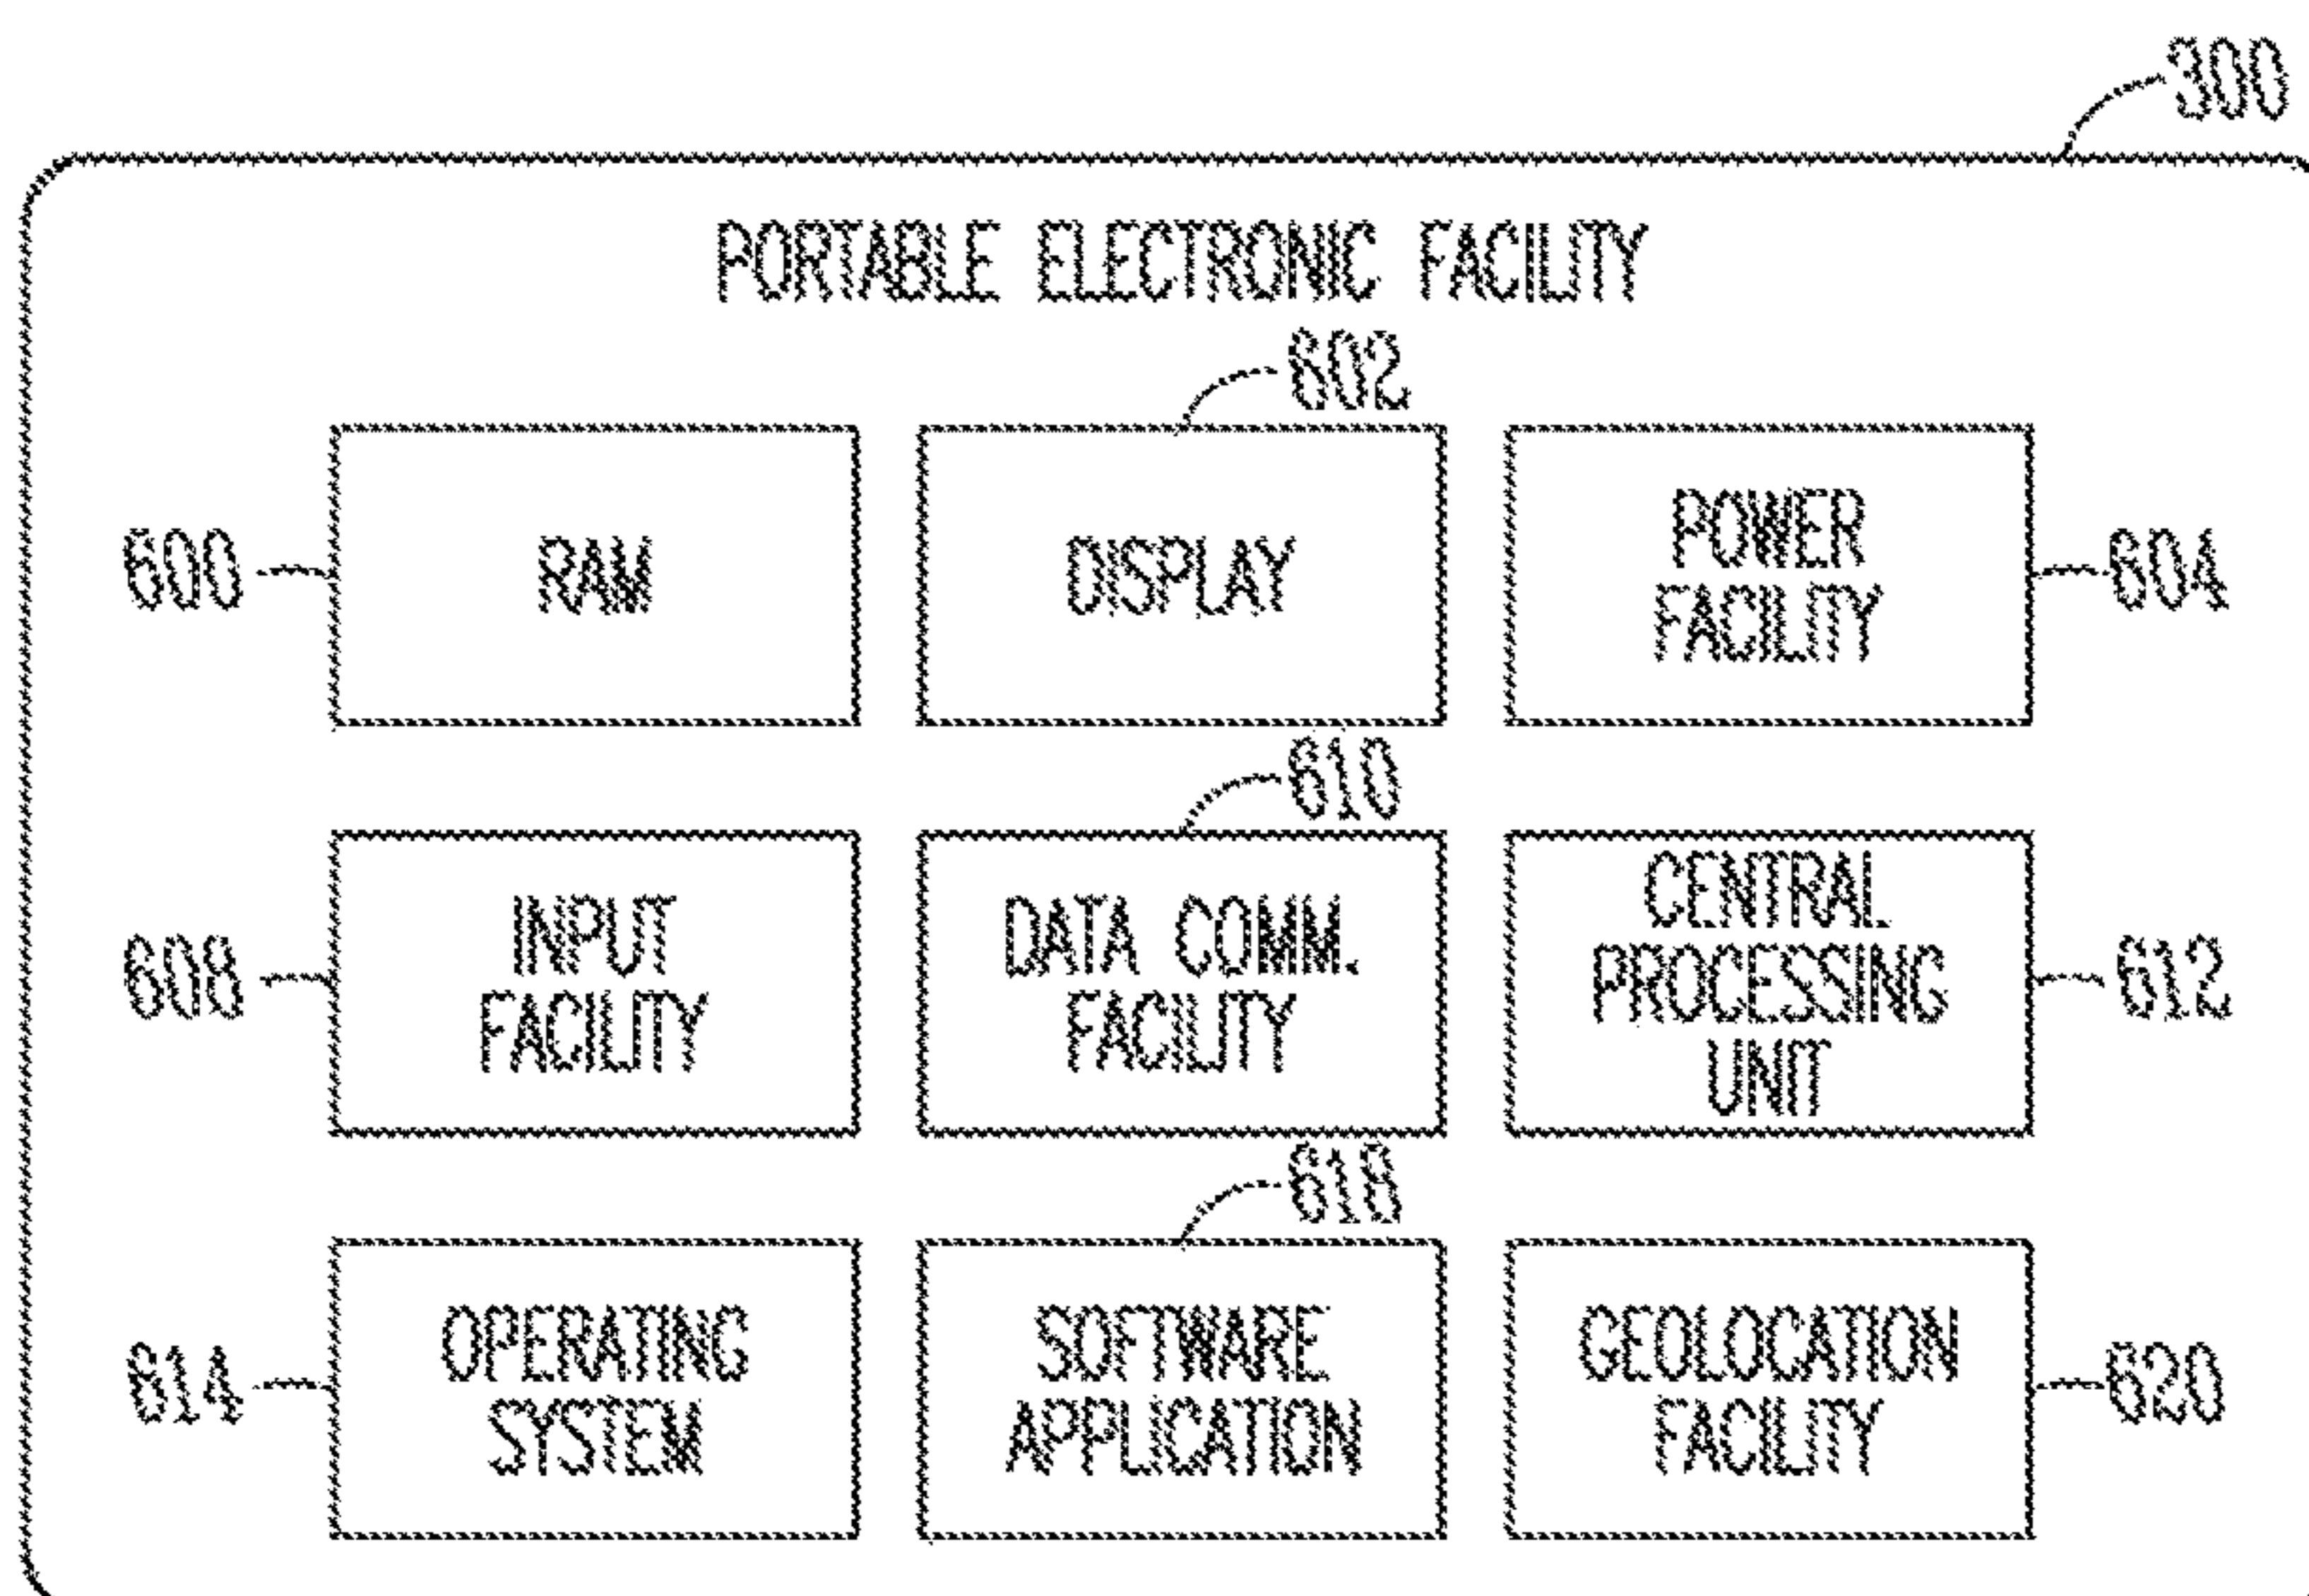 300
PORTABLE ELECTRONIC FACILITY
602
600
RAM
DISPLAY
POWER
FACILITY
604
610
608
INPUT
FACILITY
DATA COMM.
FACILITY
CENTRAL
PROCESSING
UNIT
612
618
614
OPERATING
SYSTEM
SOFTWARE
APPLICATION
GEOLOCATION
FACILITY
620